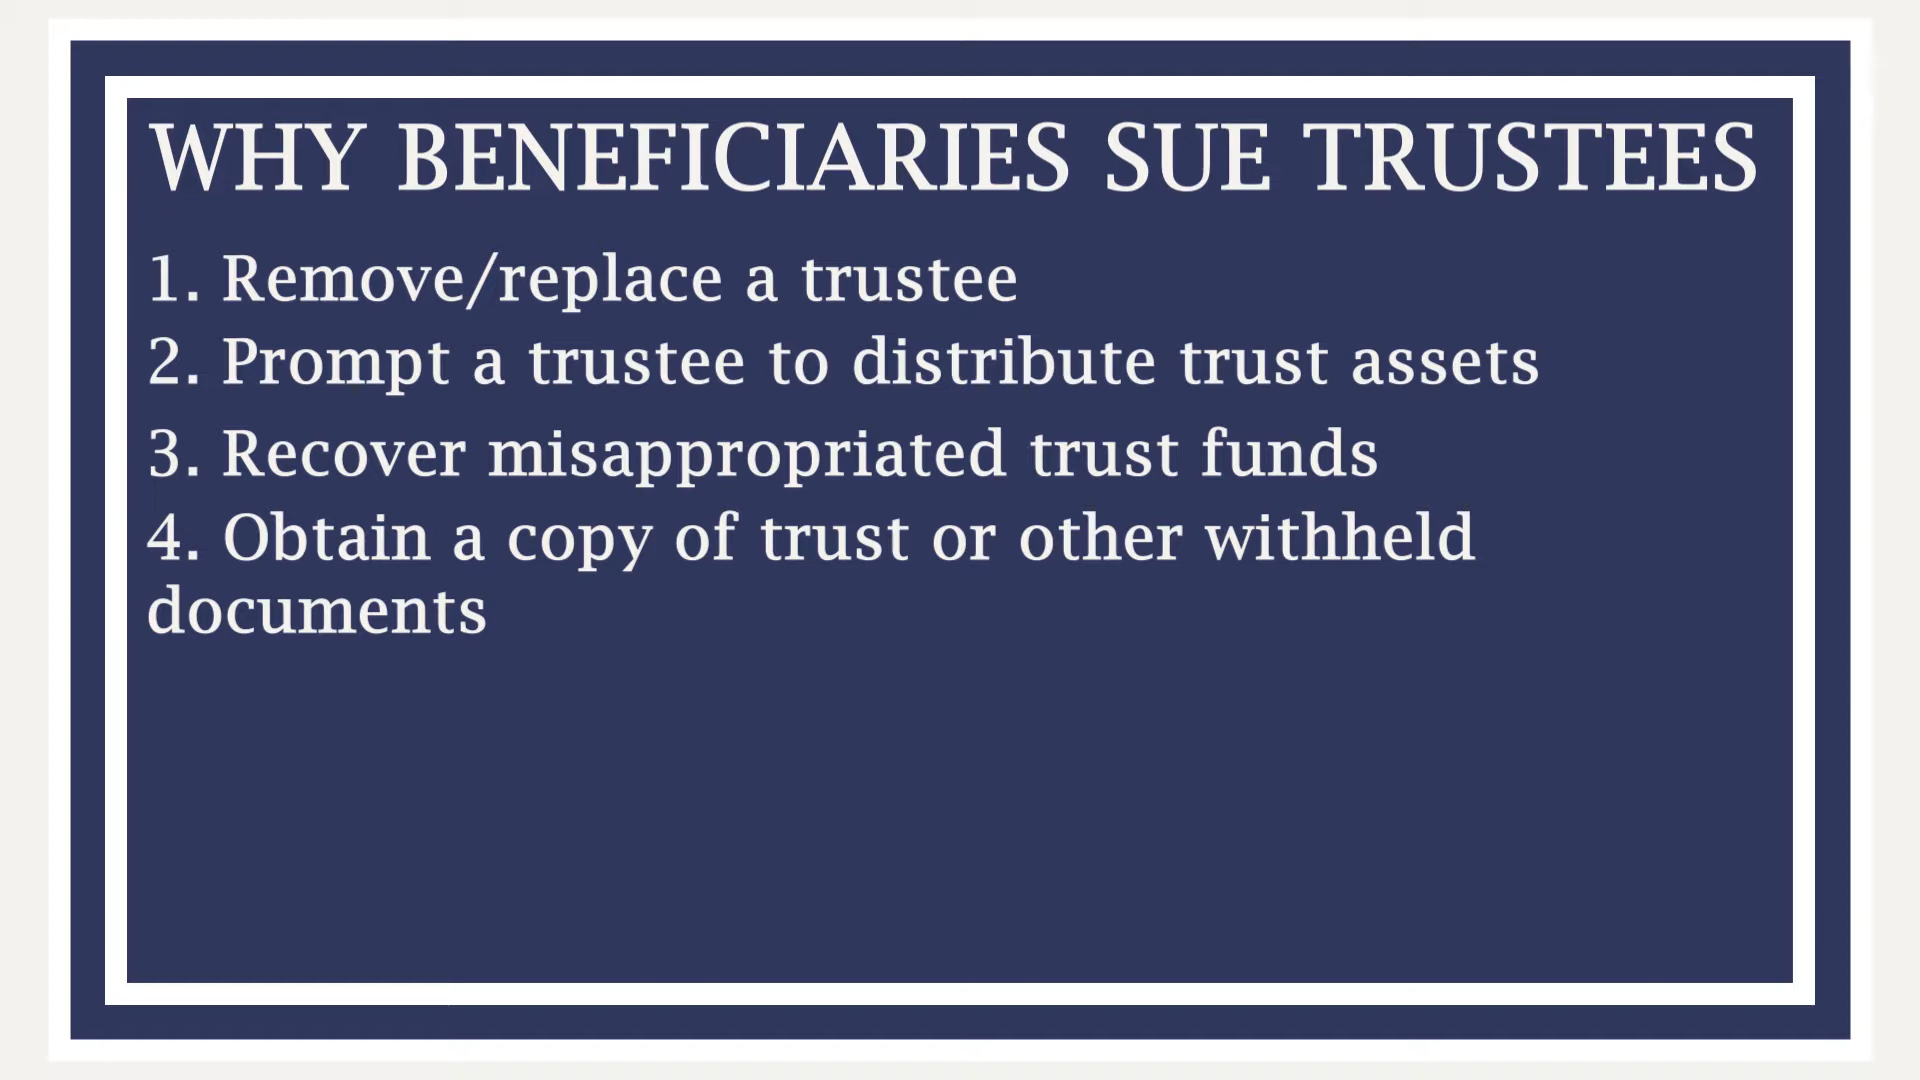 WHY BENEFICIARIES SUE TRUSTEES
1. Remove/replace a trustee
2. Prompt a trustee to distribute trust assets
3. Recover misappropriated trust funds
4. Obtain a copy of trust or other withheld
documents